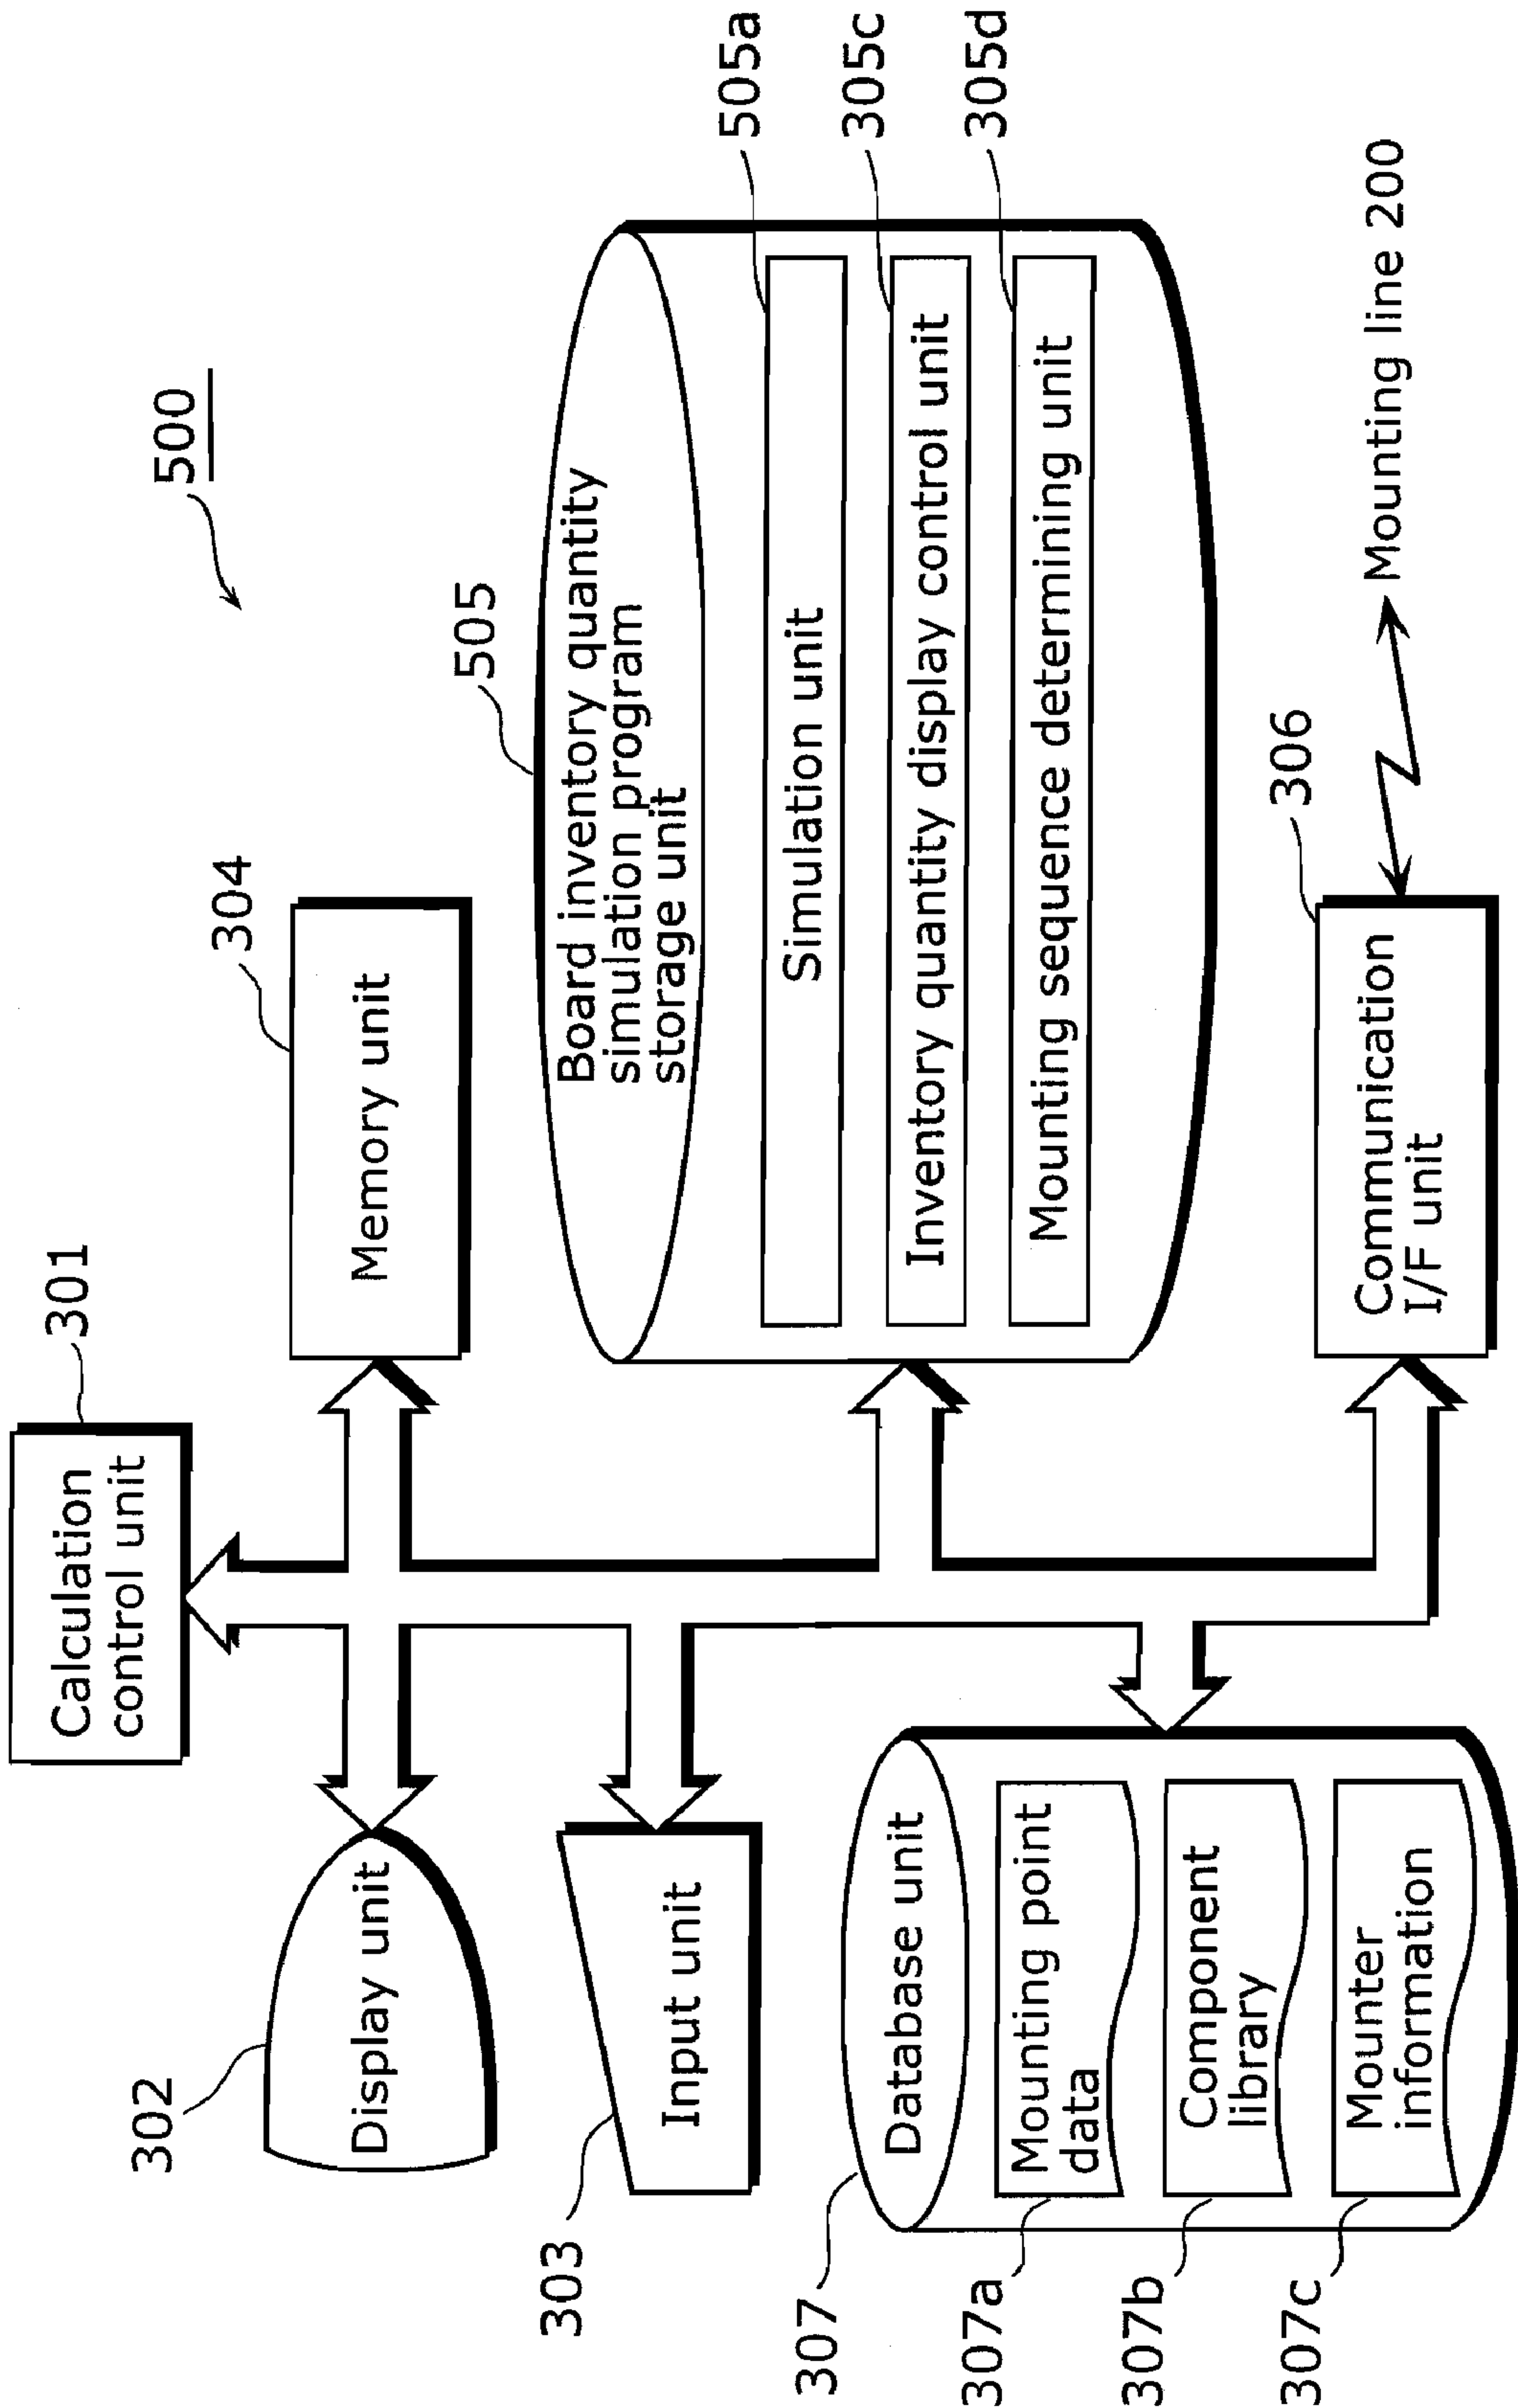 500
301
Calculation
control unit
302
Display unit
304
Memory unit
303
Input unit
505
Board inventory quantity
simulation program
storage unit
505a
Simulation unit
305c
Inventory quantity display control unit
305d
Mounting sequence determining unit
307
Database unit
307a
Mounting point
data
307b
Component
library
307c
Mounter
information
306
Communication
I/F unit
Mounting line 200